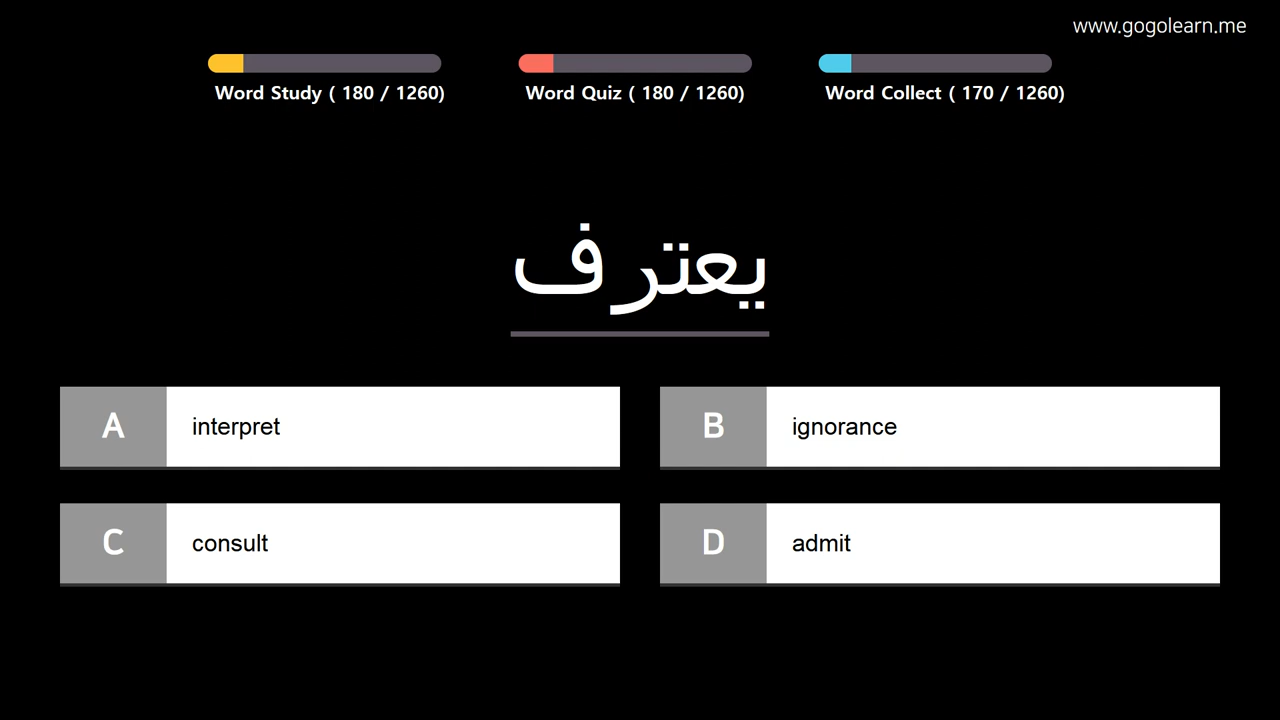 www.gogolearn.me
Word Study ( 180 / 1260)
Word Quiz ( 180 / 1260)
Word Collect ( 170 / 1260)
يعترف
A interpret
B ignorance
C consult
D admit